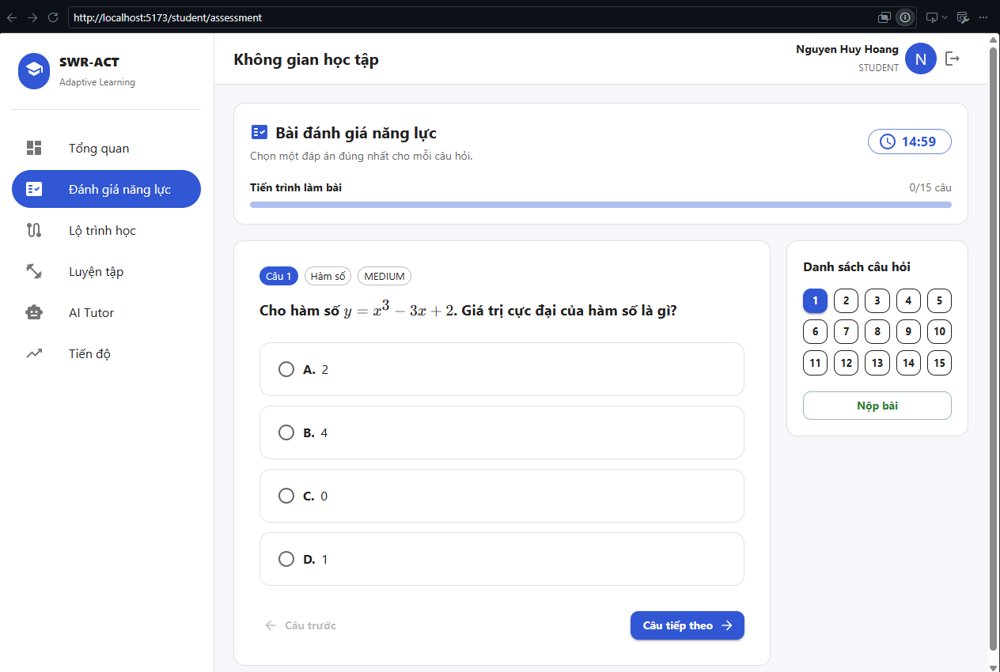 http://localhost:5173/student/assessment
SWR-ACT
Adaptive Learning
Tổng quan
Đánh giá năng lực
Lộ trình học
Luyện tập
AI Tutor
Tiến độ
Không gian học tập
Nguyen Huy Hoang
STUDENT
N
Bài đánh giá năng lực
Chọn một đáp án đúng nhất cho mỗi câu hỏi.
14:59
Tiến trình làm bài
0/15 câu
Câu 1 Hàm số MEDIUM
Cho hàm số y = x³ − 3x + 2. Giá trị cực đại của hàm số là gì?
A. 2
B. 4
C. 0
D. 1
Câu trước
Câu tiếp theo
Danh sách câu hỏi
1 2 3 4 5
6 7 8 9 10
11 12 13 14 15
Nộp bài